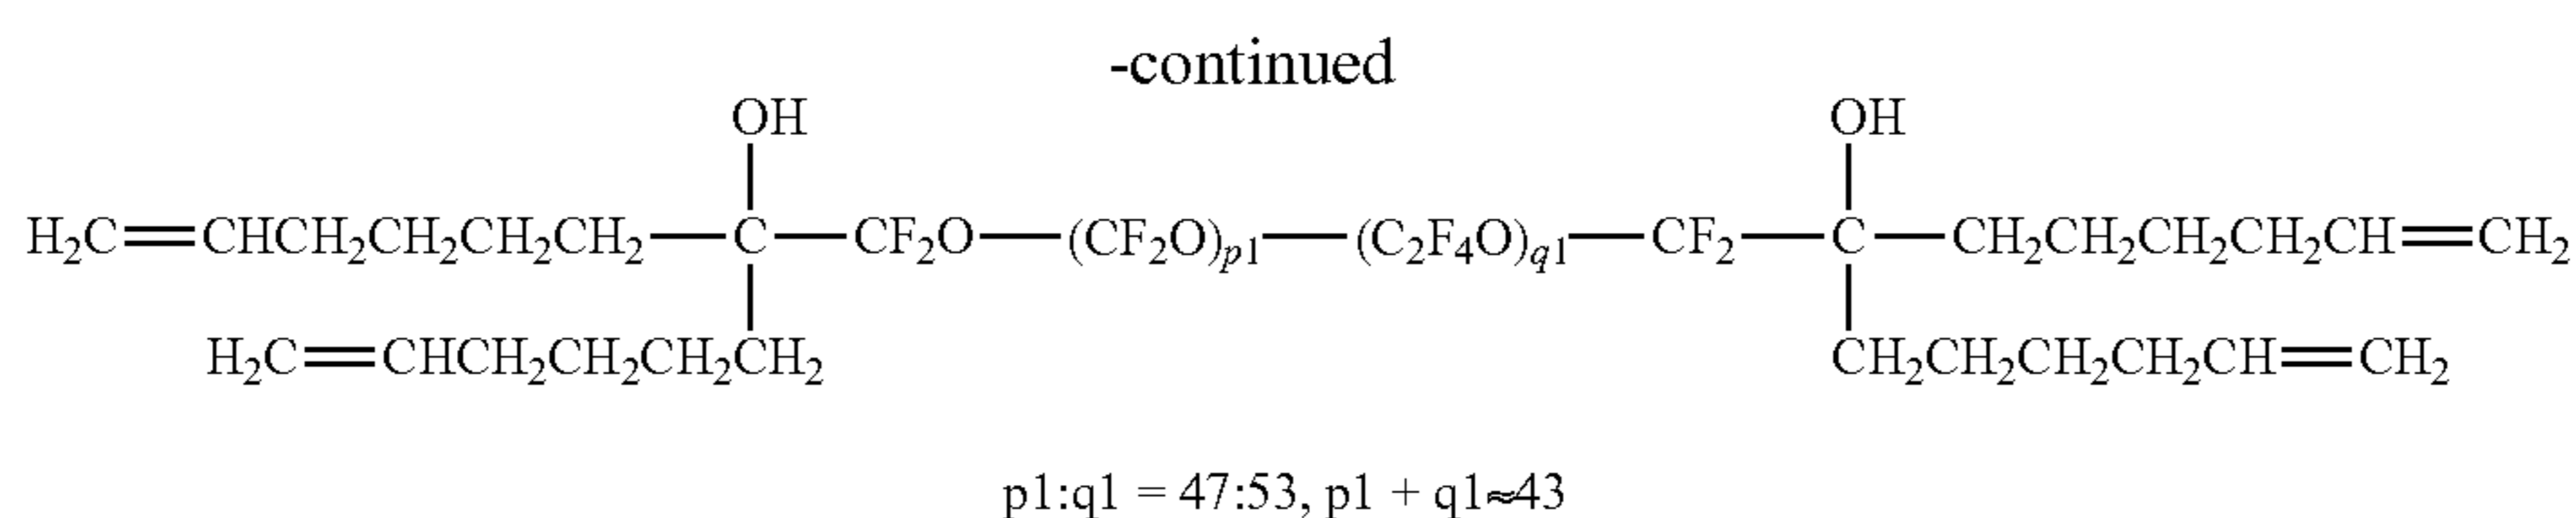 -continued
OH OH
H₂C=CHCH₂CH₂CH₂CH₂—C—CF₂O—(CF₂O)p1—(C₂F₄O)q1—CF₂—C—CH₂CH₂CH₂CH₂CH=CH₂
H₂C=CHCH₂CH₂CH₂CH₂ CH₂CH₂CH₂CH₂CH=CH₂
p1:q1 = 47:53, p1 + q1≈43